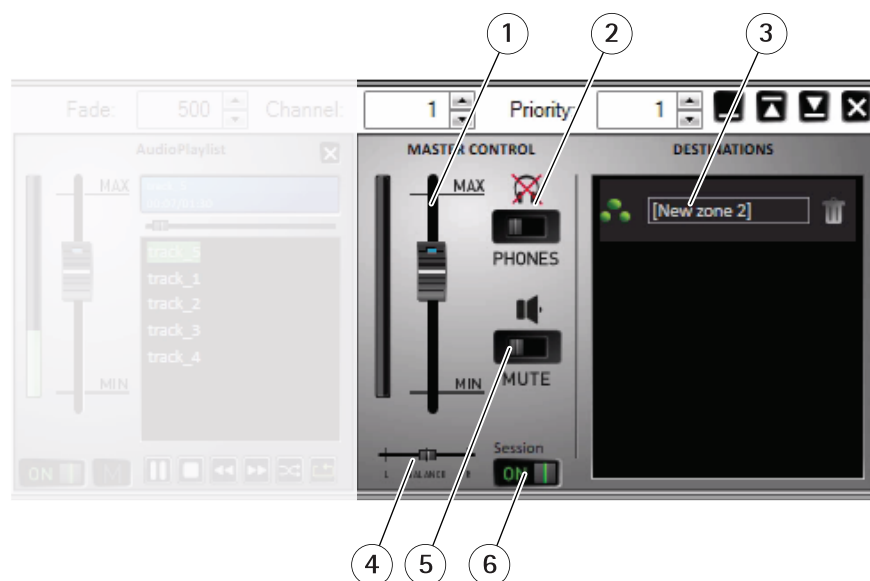 1 2 3
Fade: 500 Channel: 1 Priority: 1
AudioPlaylist MASTER CONTROL DESTINATIONS
MAX
track_3
MAX
[New zone 2]
PHONES
track_1
track_2
track_3
track_4
MIN
MIN
MUTE
Session
ON M
L BALANCE R
ON
4 5 6